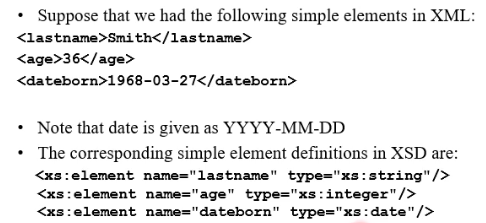 • Suppose that we had the following simple elements in XML:
<lastname>Smith</lastname>
<age>36</age>
<dateborn>1968-03-27</dateborn>
• Note that date is given as YYYY-MM-DD
• The corresponding simple element definitions in XSD are:
<xs:element name="lastname" type="xs:string"/>
<xs:element name="age" type="xs:integer"/>
<xs:element name="dateborn" type="xs:date"/>